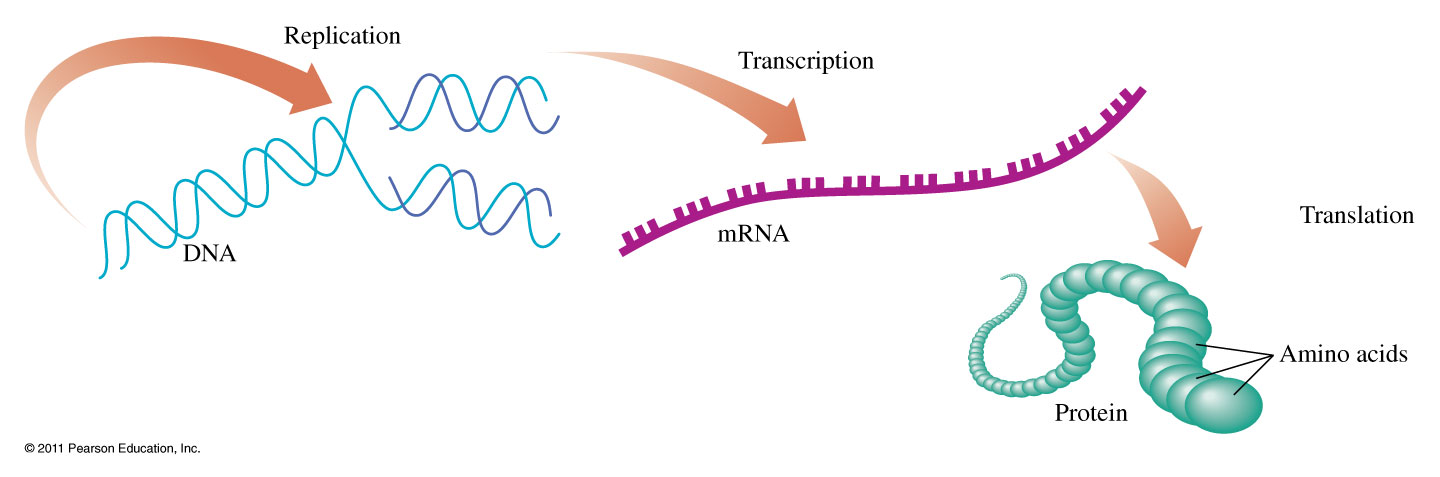 Replication
Transcription
DNA
mRNA
Translation
Amino acids
Protein
© 2011 Pearson Education, Inc.